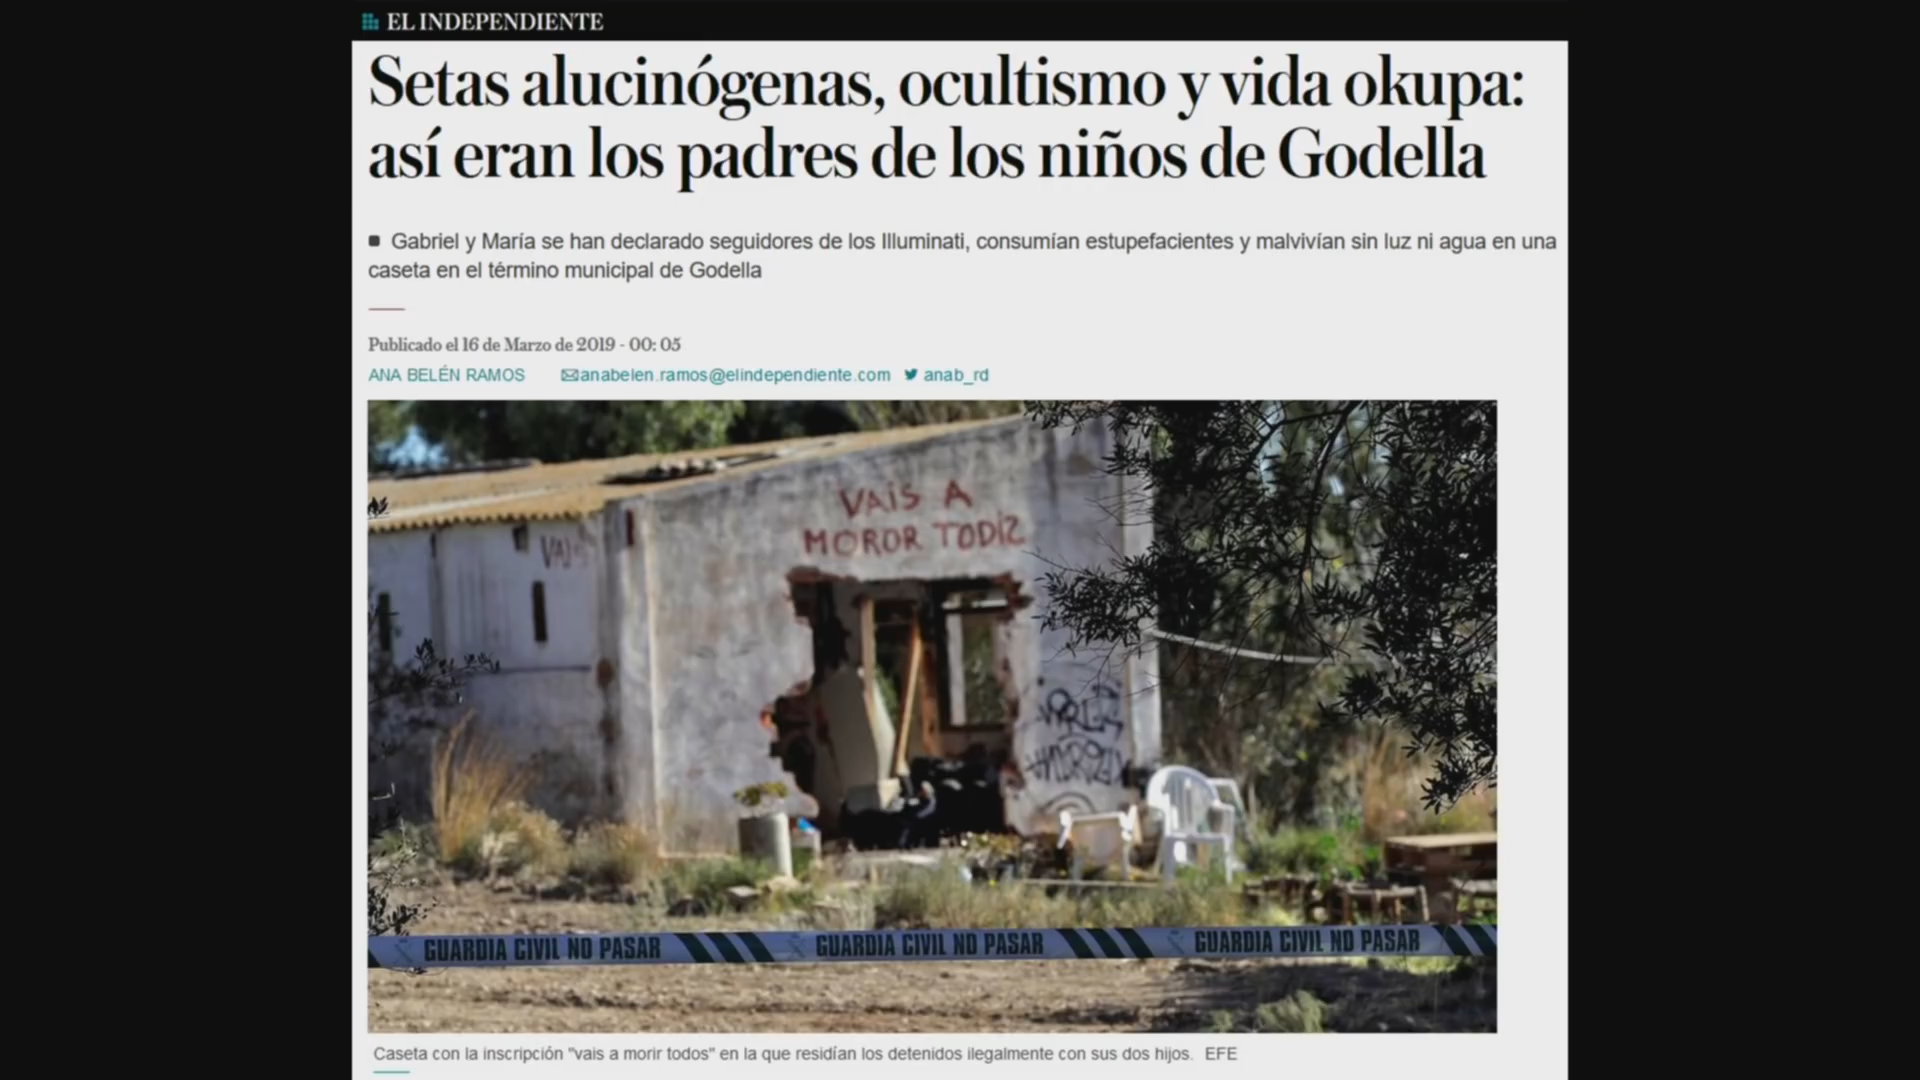 EL INDEPENDIENTE
Setas alucinógenas, ocultismo y vida okupa:
así eran los padres de los niños de Godella
Gabriel y María se han declarado seguidores de los Illuminati, consumían estupefacientes y malvivían sin luz ni agua en una
caseta en el término municipal de Godella
Publicado el 16 de Marzo de 2019 - 00:05
ANA BELÉN RAMOS anabelen.ramos@elindependiente.com anab_rd
VAIS A
MOROR TODIZ
VAIS
GUARDIA CIVIL NO PASAR GUARDIA CIVIL NO PASAR GUARDIA CIVIL NO PASAR
Caseta con la inscripción "vais a morir todos" en la que residían los detenidos ilegalmente con sus dos hijos. EFE